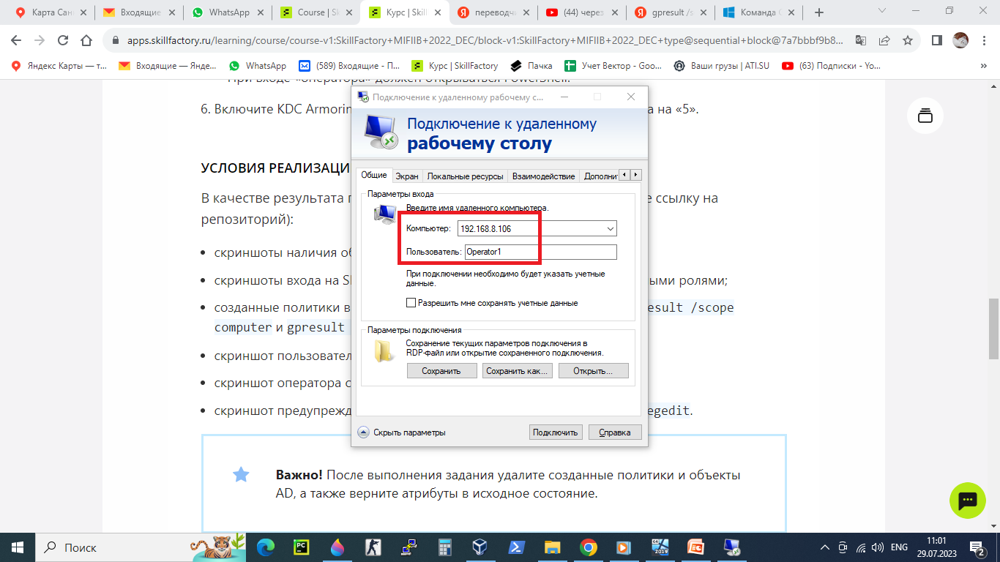 Карта Сан
Входящие
WhatsApp
Course | Sk
Курс | Skill
переводчи
(44) через
gpresult /s
Команда G
apps.skillfactory.ru/learning/course/course-v1:SkillFactory+MIFIIB+2022_DEC/block-v1:SkillFactory+MIFIIB+2022_DEC+type@sequential+block@7a7bbbf9b8...
Яндекс Карты — т...
Входящие — Янде...
WhatsApp
(589) Входящие - П...
Курс | SkillFactory
Пачка
Учет Вектор - Goo...
Ваши грузы | ATI.SU
(63) Подписки - Yo...
»
При входе «оператора» должен открываться PowerShell.
6. Включите KDC Armorin
а на «5».
УСЛОВИЯ РЕАЛИЗАЦИ
В качестве результата п
е ссылку на
репозиторий):
• скриншоты наличия об
• скриншоты входа на S
ыми ролями;
• созданные политики в
esult /scope
computer и gpresult
• скриншот пользовател
• скриншот оператора с
• скриншот предупрежд
egedit.
Важно! После выполнения задания удалите созданные политики и объекты
AD, а также верните атрибуты в исходное состояние.
Подключение к удаленному рабочему с...
Подключение к удаленному
рабочему столу
Общие
Экран
Локальные ресурсы
Взаимодействие
Дополнит
Параметры входа
Введите имя удаленного компьютера.
Компьютер: 192.168.8.106
Пользователь: Operator1
При подключении необходимо будет указать учетные
данные.
Разрешить мне сохранять учетные данные
Параметры подключения
Сохранение текущих параметров подключения в
RDP-файл или открытие сохраненного подключения.
Сохранить
Сохранить как...
Открыть...
Скрыть параметры
Подключить
Справка
Поиск
PC
64
2019
ENG
11:01
29.07.2023
2